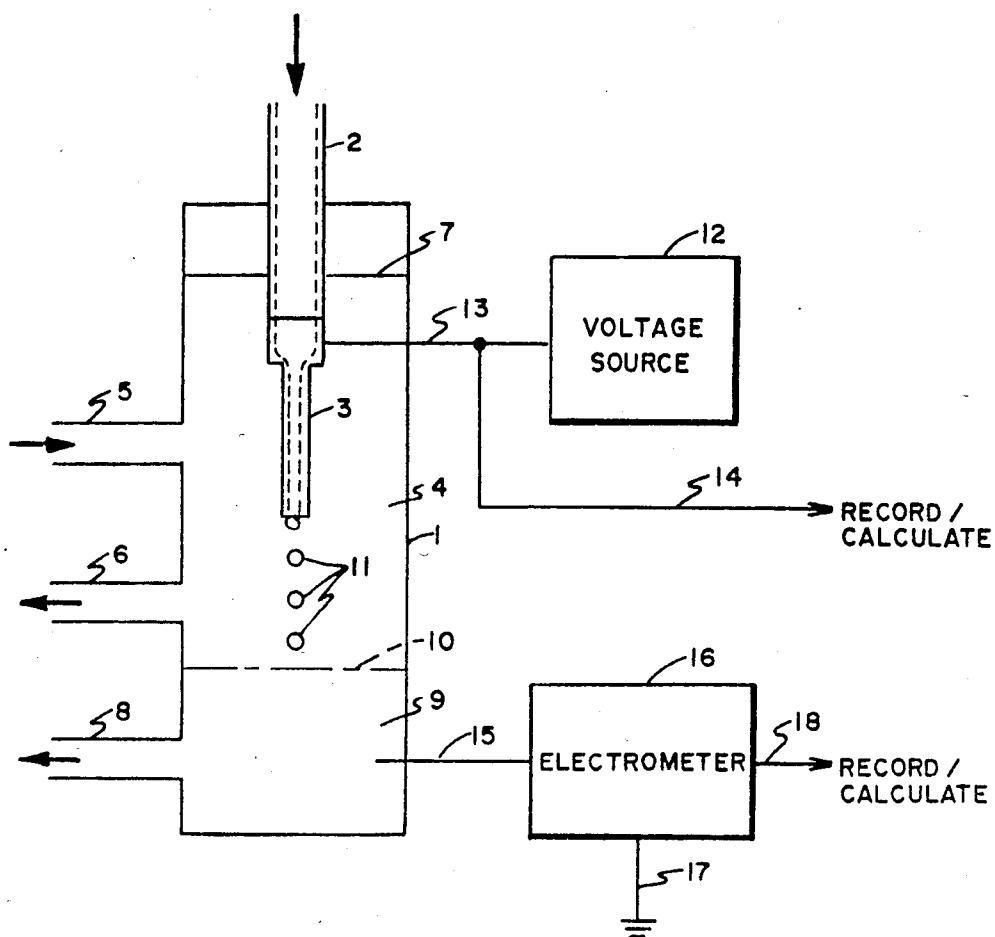 2
7
12
13
VOLTAGE
SOURCE
5
3
4
14
RECORD /
CALCULATE
1
6
11
10
16
9
8
15
ELECTROMETER
18
RECORD /
CALCULATE
17